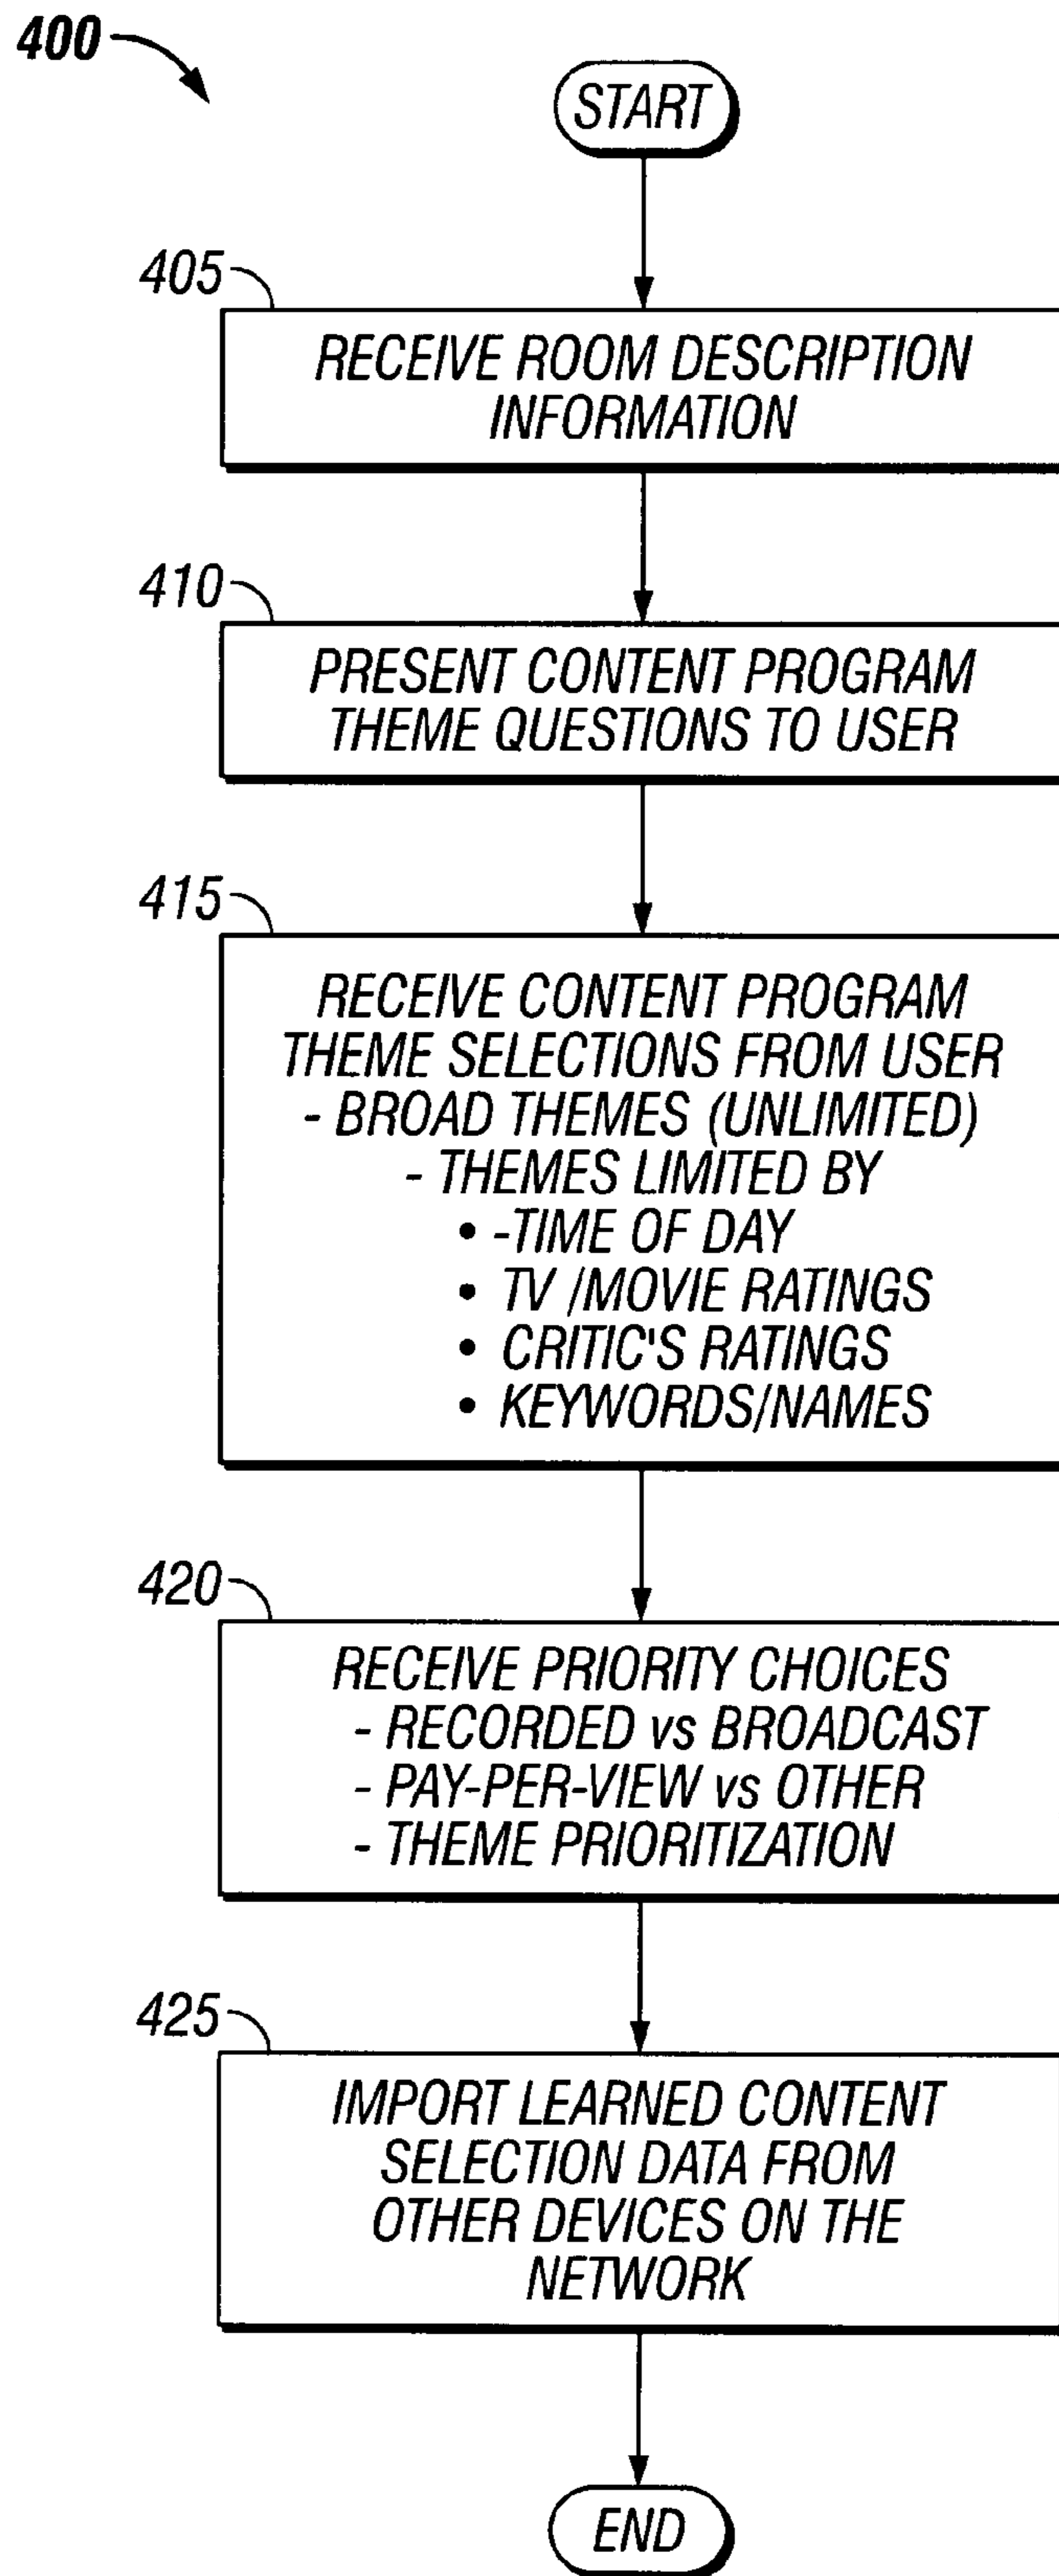 400
START
405
RECEIVE ROOM DESCRIPTION
INFORMATION
410
PRESENT CONTENT PROGRAM
THEME QUESTIONS TO USER
415
RECEIVE CONTENT PROGRAM
THEME SELECTIONS FROM USER
- BROAD THEMES (UNLIMITED)
- THEMES LIMITED BY
• -TIME OF DAY
• TV /MOVIE RATINGS
• CRITIC'S RATINGS
• KEYWORDS/NAMES
420
RECEIVE PRIORITY CHOICES
- RECORDED vs BROADCAST
- PAY-PER-VIEW vs OTHER
- THEME PRIORITIZATION
425
IMPORT LEARNED CONTENT
SELECTION DATA FROM
OTHER DEVICES ON THE
NETWORK
END